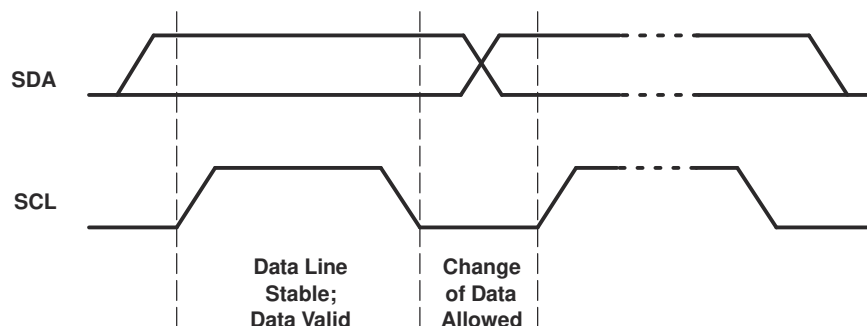 SDA
SCL
Data Line
Stable;
Data Valid
Change
of Data
Allowed